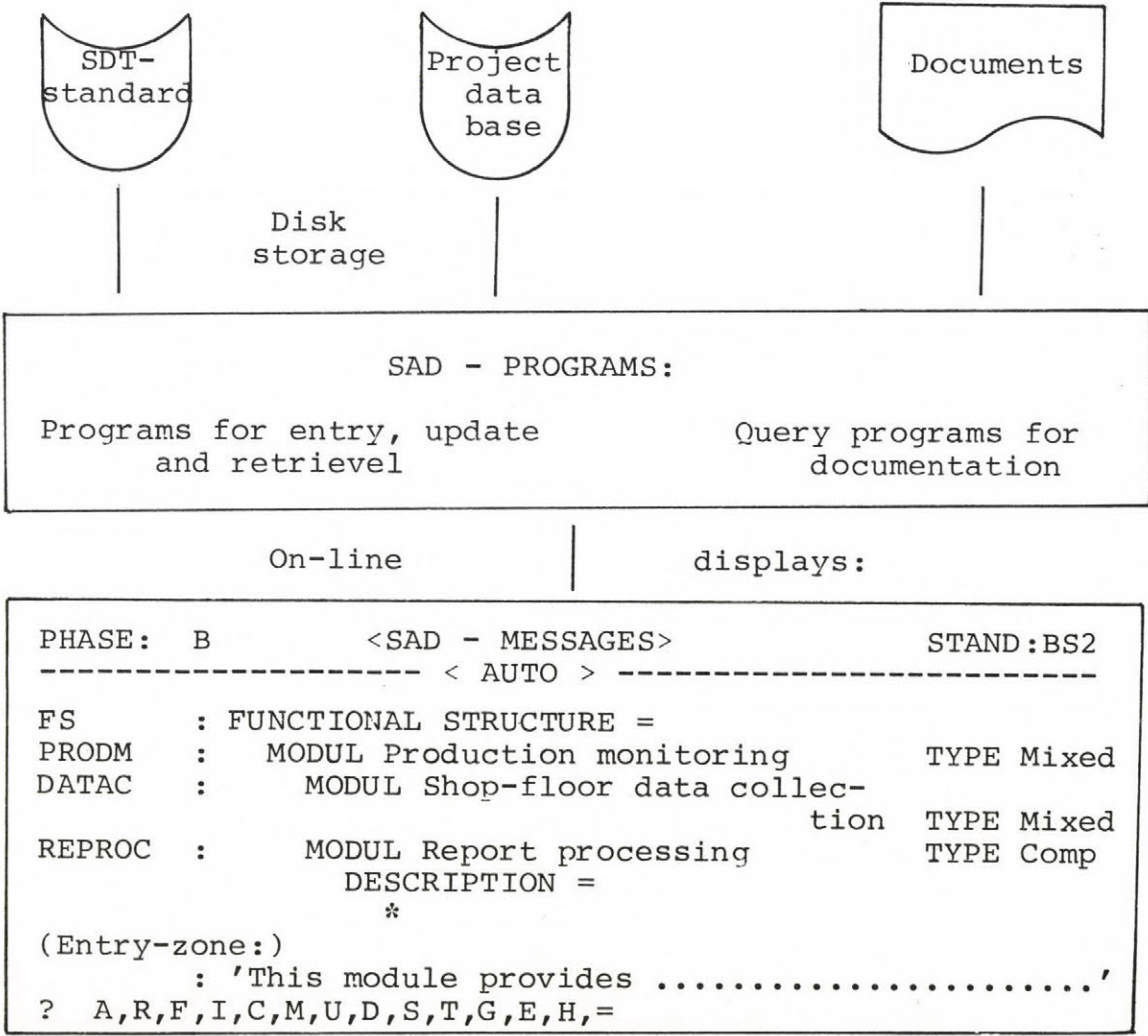 SDT-
standard
Project
data
base
Documents
Disk
storage
SAD - PROGRAMS:
Programs for entry, update
and retrievel
Query programs for
documentation
On-line
displays:
PHASE: B <SAD - MESSAGES> STAND:BS2
--------------------- < AUTO > --------------------------
FS : FUNCTIONAL STRUCTURE =
PRODM : MODUL Production monitoring TYPE Mixed
DATAC : MODUL Shop-floor data collec-
tion TYPE Mixed
REPROC : MODUL Report processing TYPE Comp
DESCRIPTION =
*
(Entry-zone:)
: 'This module provides ........................'
? A,R,F,I,C,M,U,D,S,T,G,E,H,=